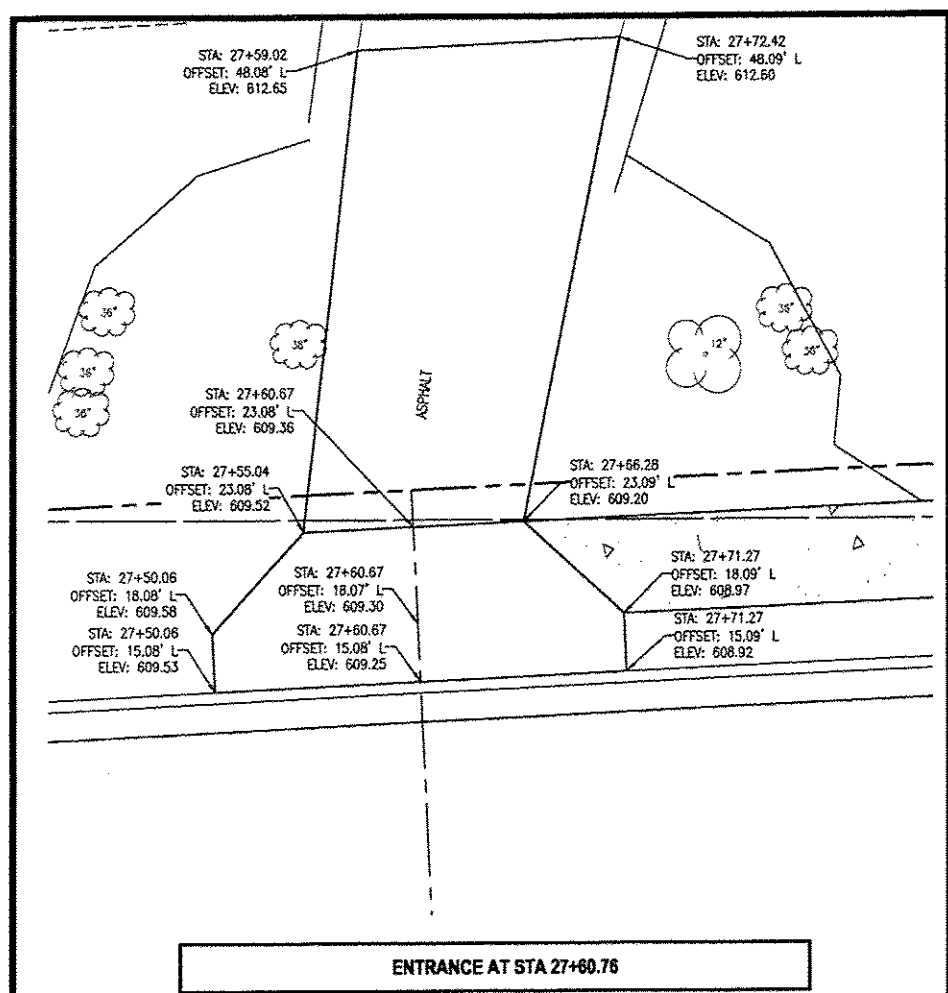 STA: 27+59.02
OFFSET: 48.08' L
ELEV: 612.65
STA: 27+72.42
OFFSET: 48.09' L
ELEV: 612.60
36"
36"
36"
36"
12"
36"
36"
ASPHALT
STA: 27+60.67
OFFSET: 23.08' L
ELEV: 609.36
STA: 27+55.04
OFFSET: 23.08' L
ELEV: 609.52
STA: 27+66.28
OFFSET: 23.09' L
ELEV: 609.20
STA: 27+50.06
OFFSET: 18.08' L
ELEV: 609.58
STA: 27+60.67
OFFSET: 18.07' L
ELEV: 609.30
STA: 27+71.27
OFFSET: 18.09' L
ELEV: 608.97
STA: 27+50.06
OFFSET: 15.08' L
ELEV: 609.53
STA: 27+60.67
OFFSET: 15.08' L
ELEV: 609.25
STA: 27+71.27
OFFSET: 15.09' L
ELEV: 608.92
ENTRANCE AT STA 27+60.76